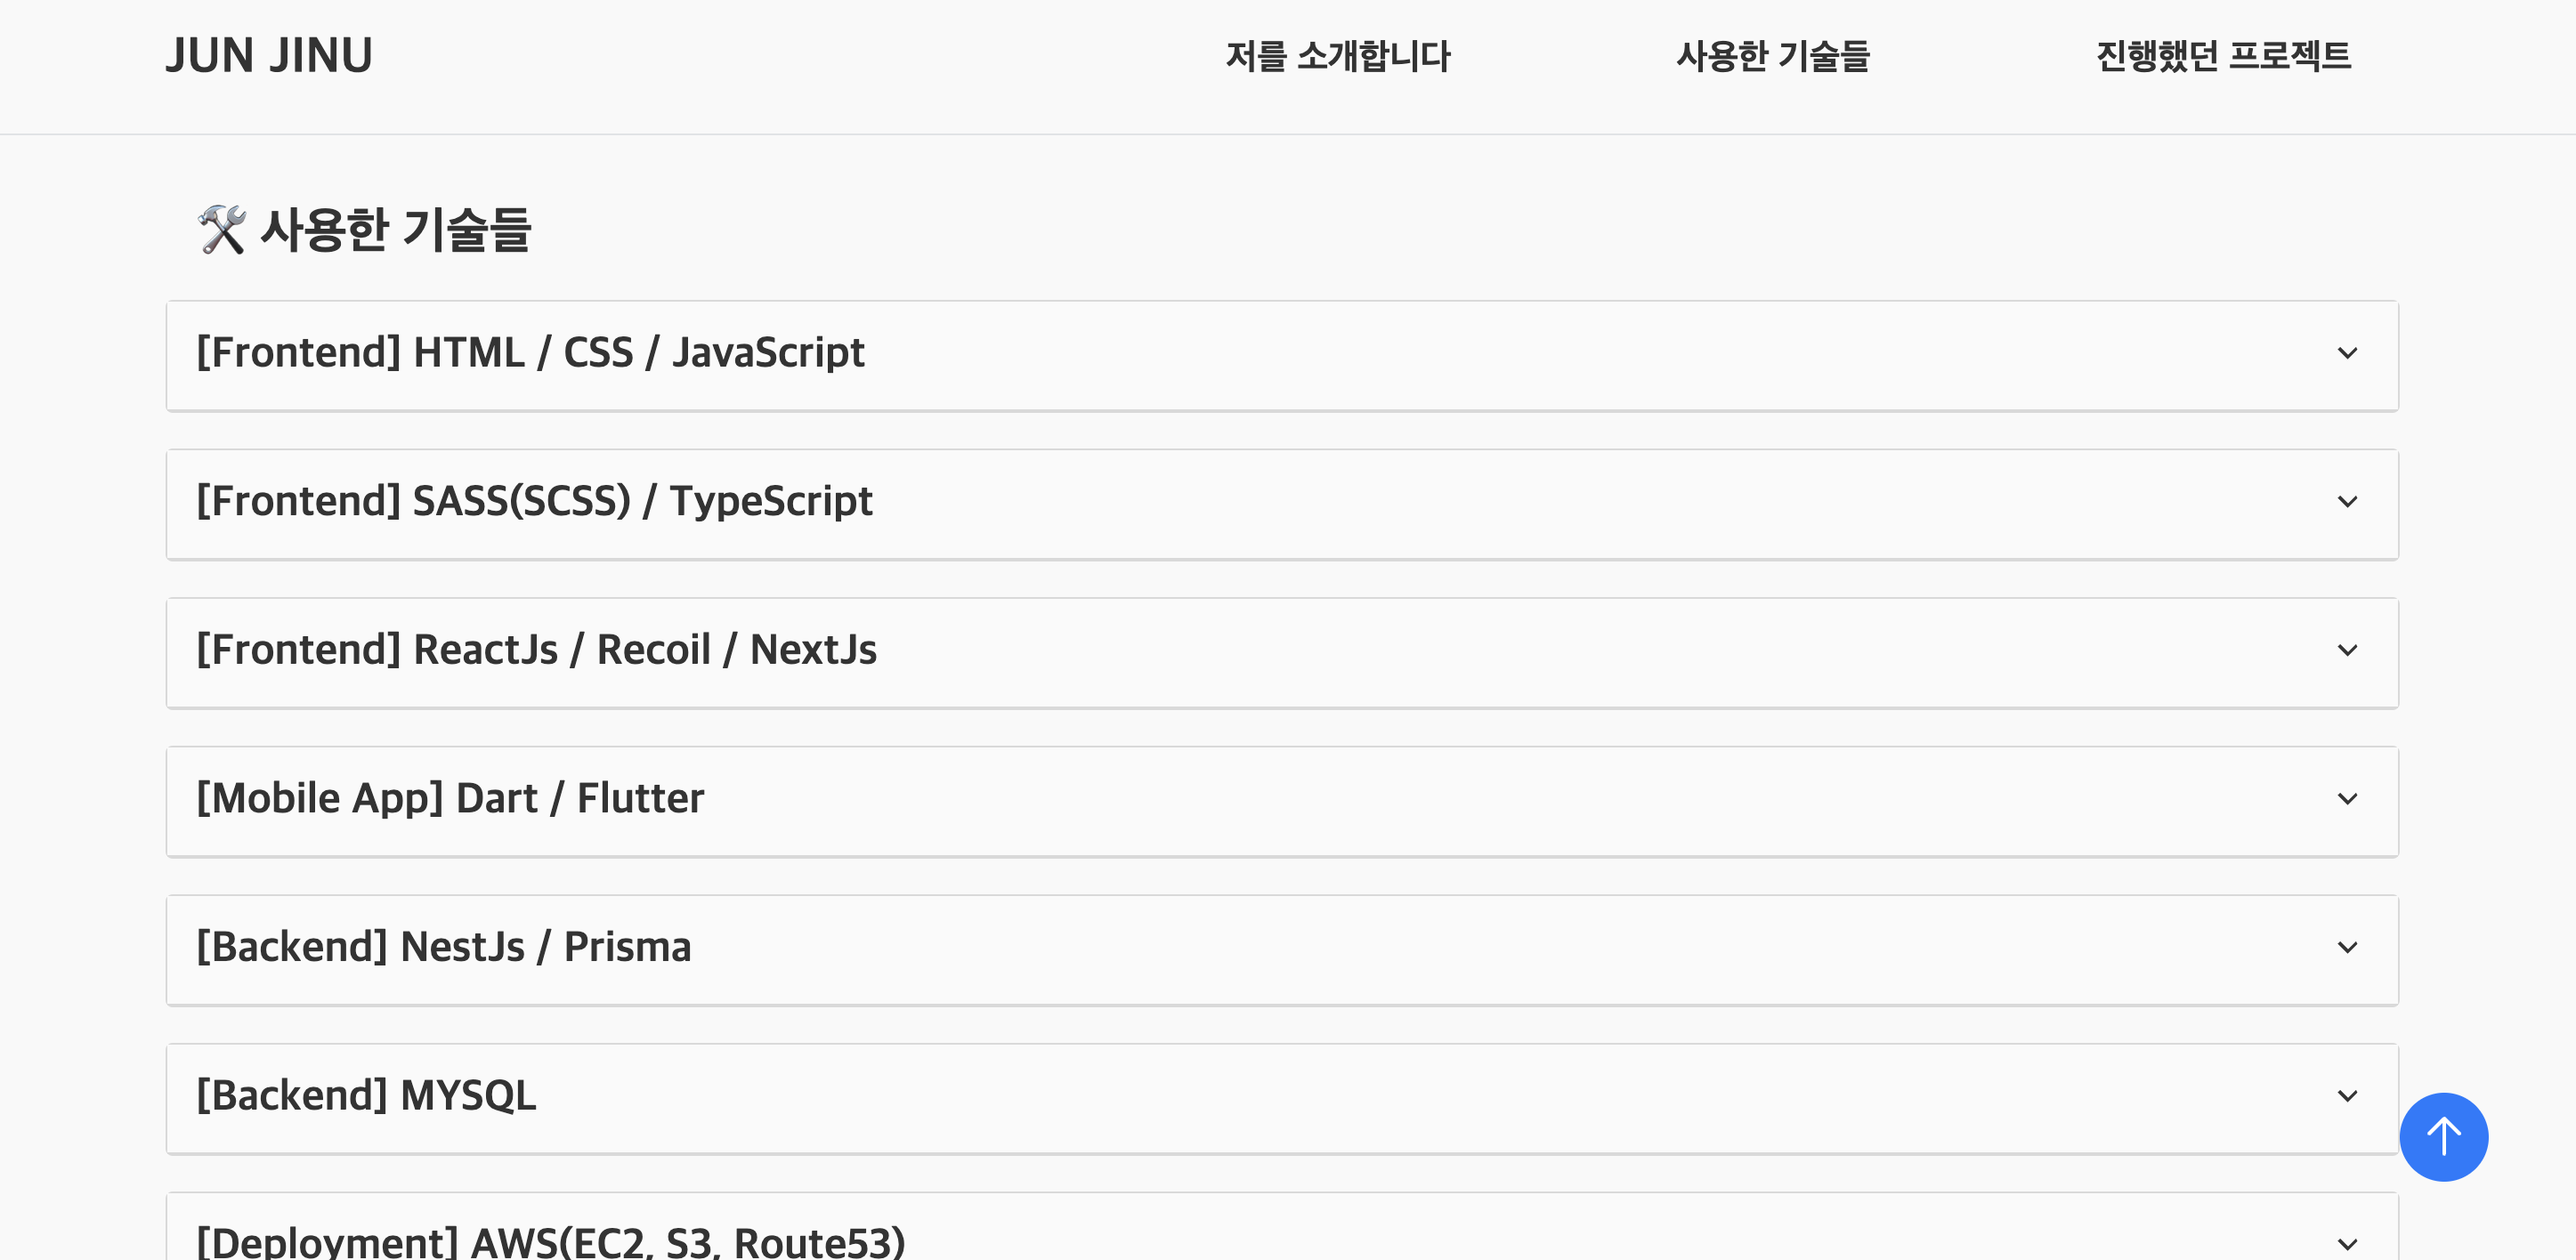 JUN JINU 저를 소개합니다 사용한 기술들 진행했던 프로젝트
🛠 사용한 기술들
[Frontend] HTML / CSS / JavaScript
[Frontend] SASS(SCSS) / TypeScript
[Frontend] ReactJs / Recoil / NextJs
[Mobile App] Dart / Flutter
[Backend] NestJs / Prisma
[Backend] MYSQL
[Deployment] AWS(EC2, S3, Route53)